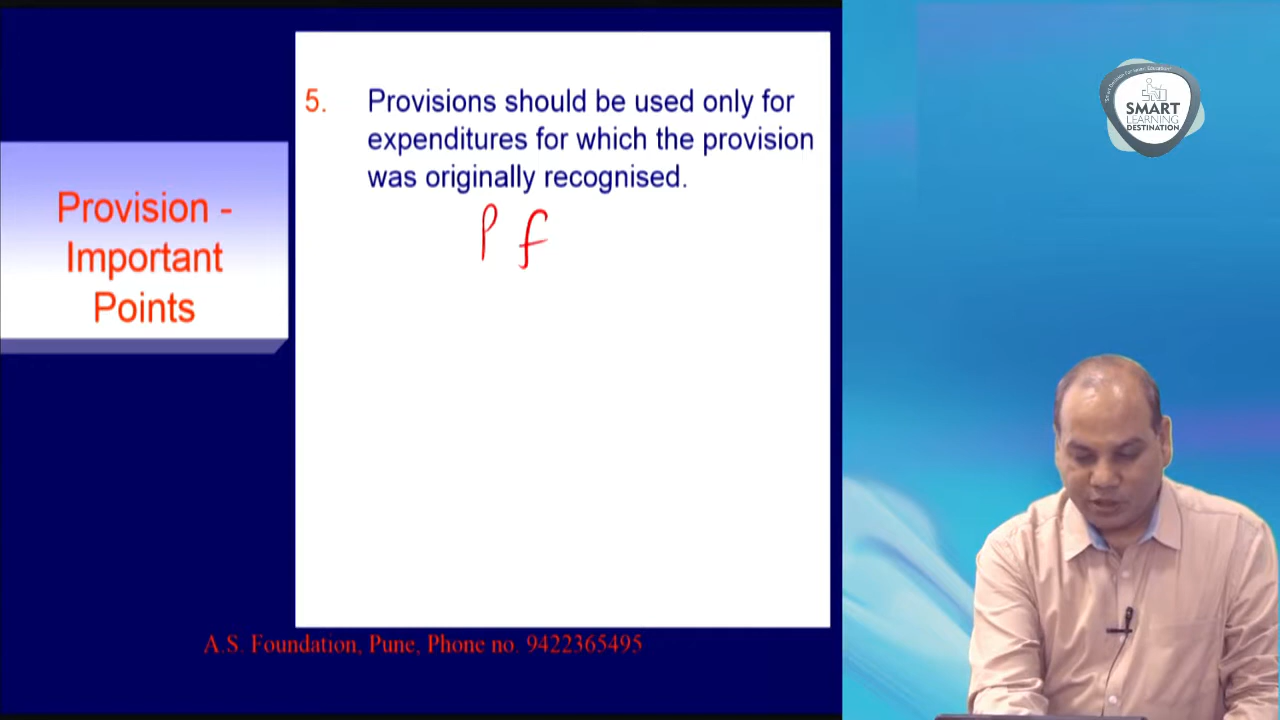 5. Provisions should be used only for
expenditures for which the provision
was originally recognised.
P f
Provision -
Important
Points
A.S. Foundation, Pune, Phone no. 9422365495
SMART
LEARNING
DESTINATION